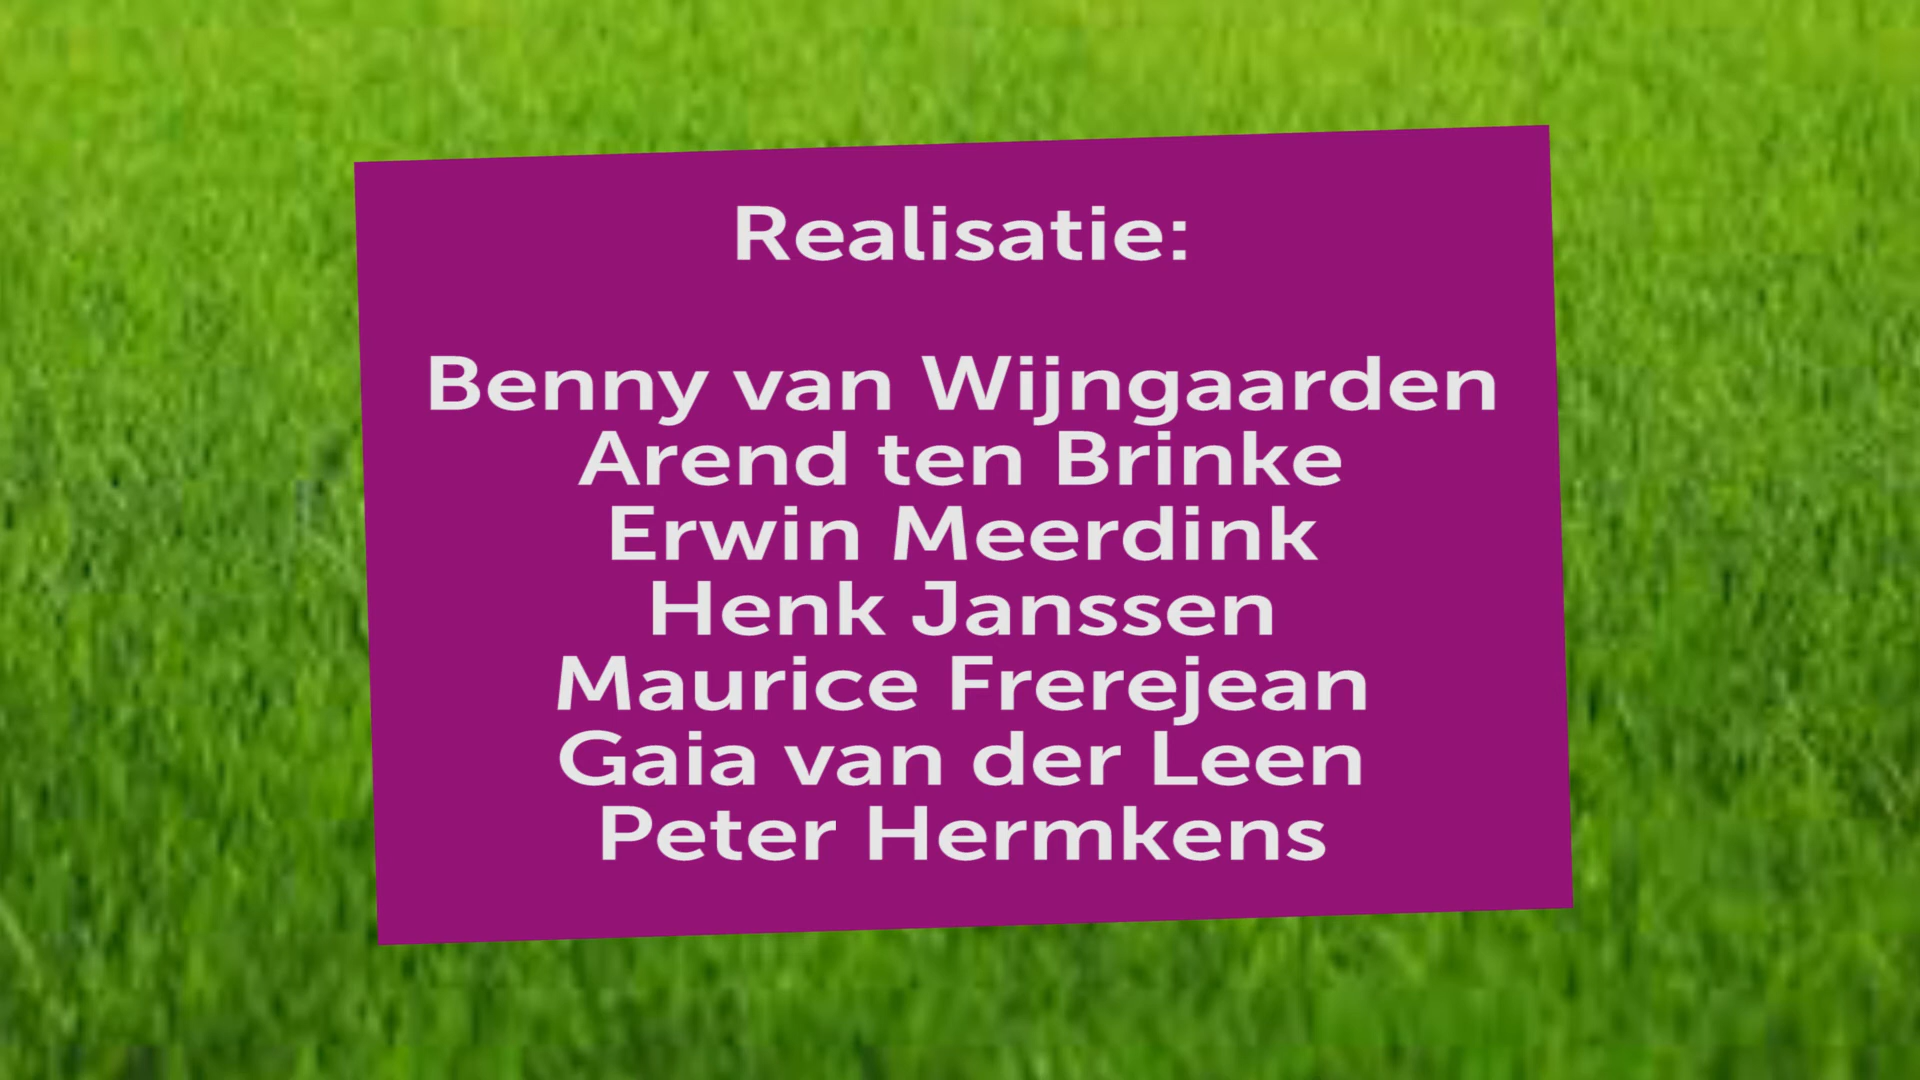 Realisatie:
Benny van Wijngaarden
Arend ten Brinke
Erwin Meerdink
Henk Janssen
Maurice Frerejean
Gaia van der Leen
Peter Hermkens